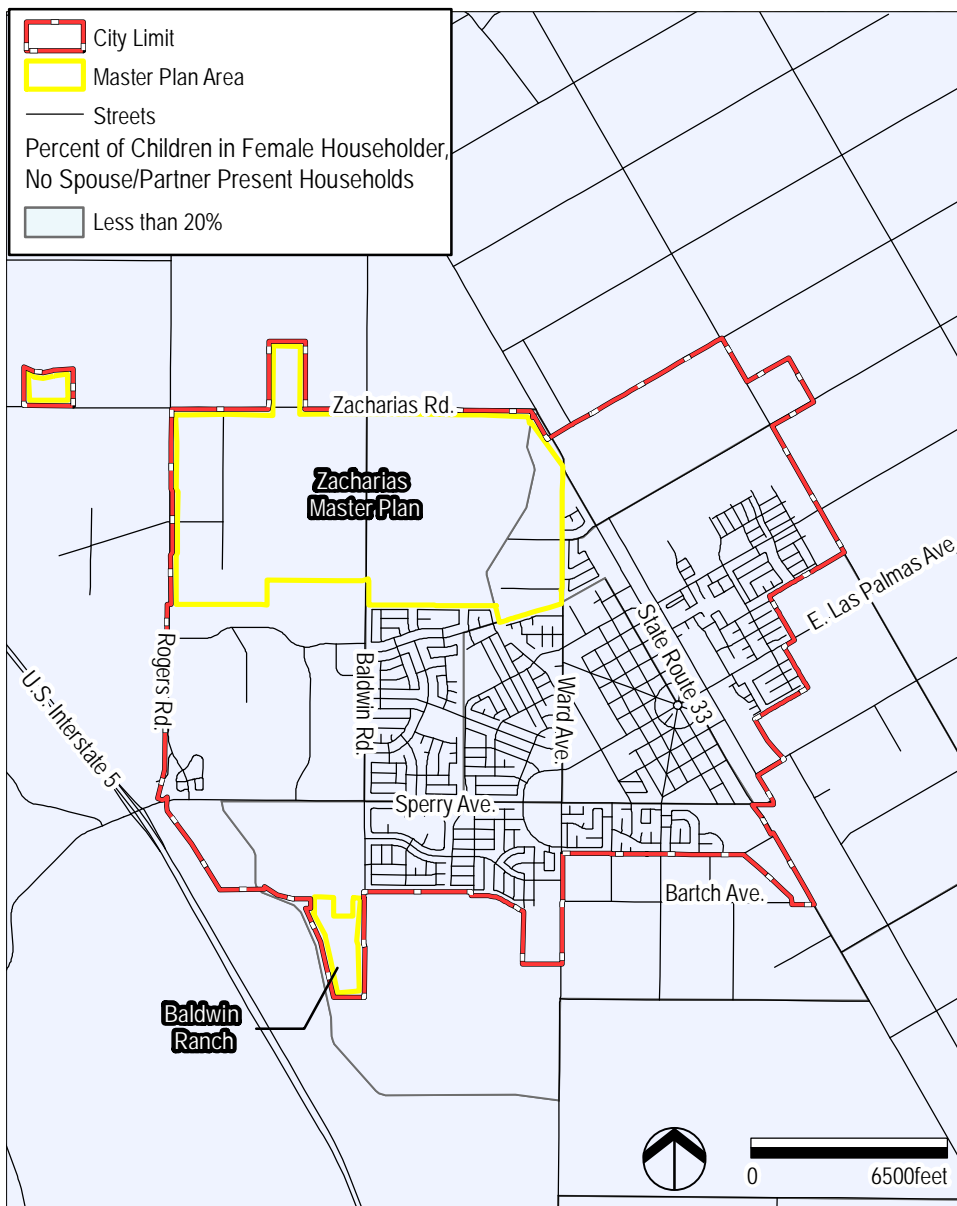 City Limit
Master Plan Area
Streets
Percent of Children in Female Householder,
No Spouse/Partner Present Households
Less than 20%
Zacharias Rd.
Zacharias
Master Plan
E. Las Palmas Ave.
State Route 33
Rogers Rd.
Baldwin Rd.
Ward Ave.
U.S. Interstate 5
Sperry Ave.
Bartch Ave.
Baldwin
Ranch
0 6500feet